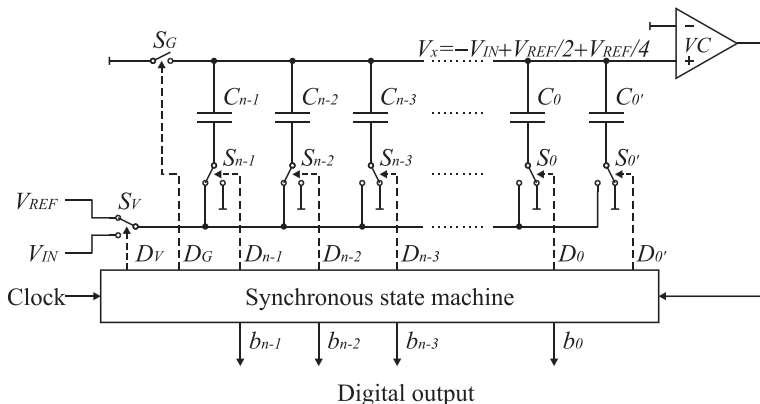 S_G
V_x=–V_IN+V_REF/2+V_REF/4
– VC
+
C_n-1 C_n-2 C_n-3 C_0 C_0'
S_n-1 S_n-2 S_n-3 S_0 S_0'
V_REF S_V
V_IN D_V D_G D_n-1 D_n-2 D_n-3 D_0 D_0'
Clock Synchronous state machine
b_n-1 b_n-2 b_n-3 b_0
Digital output